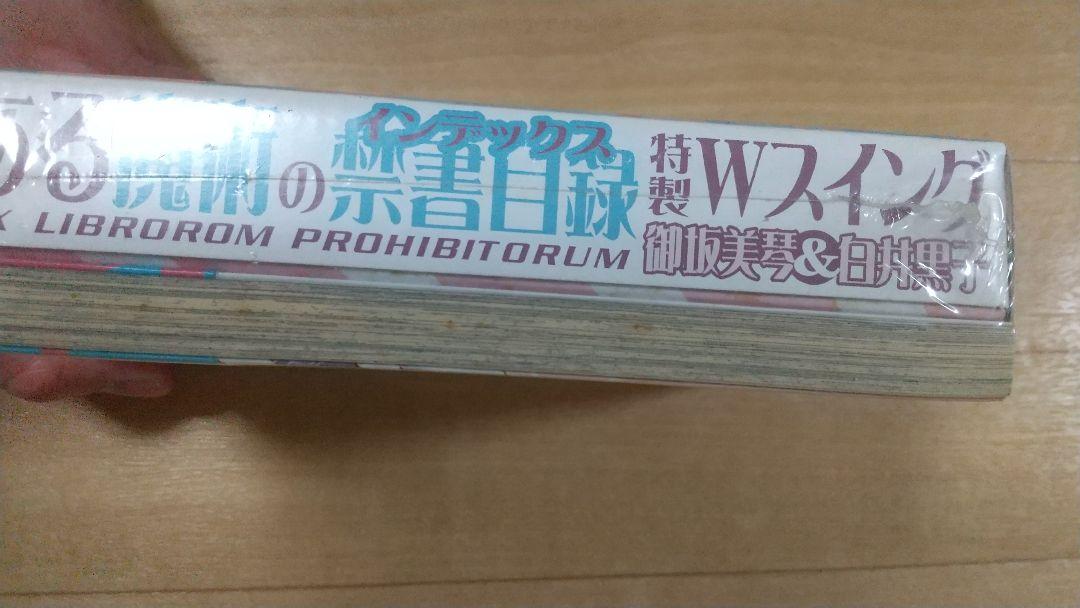 ある魔術の禁書目録
インデックス
特製Wスイング
X LIBROROM PROHIBITORUM
御坂美琴&白井黒子